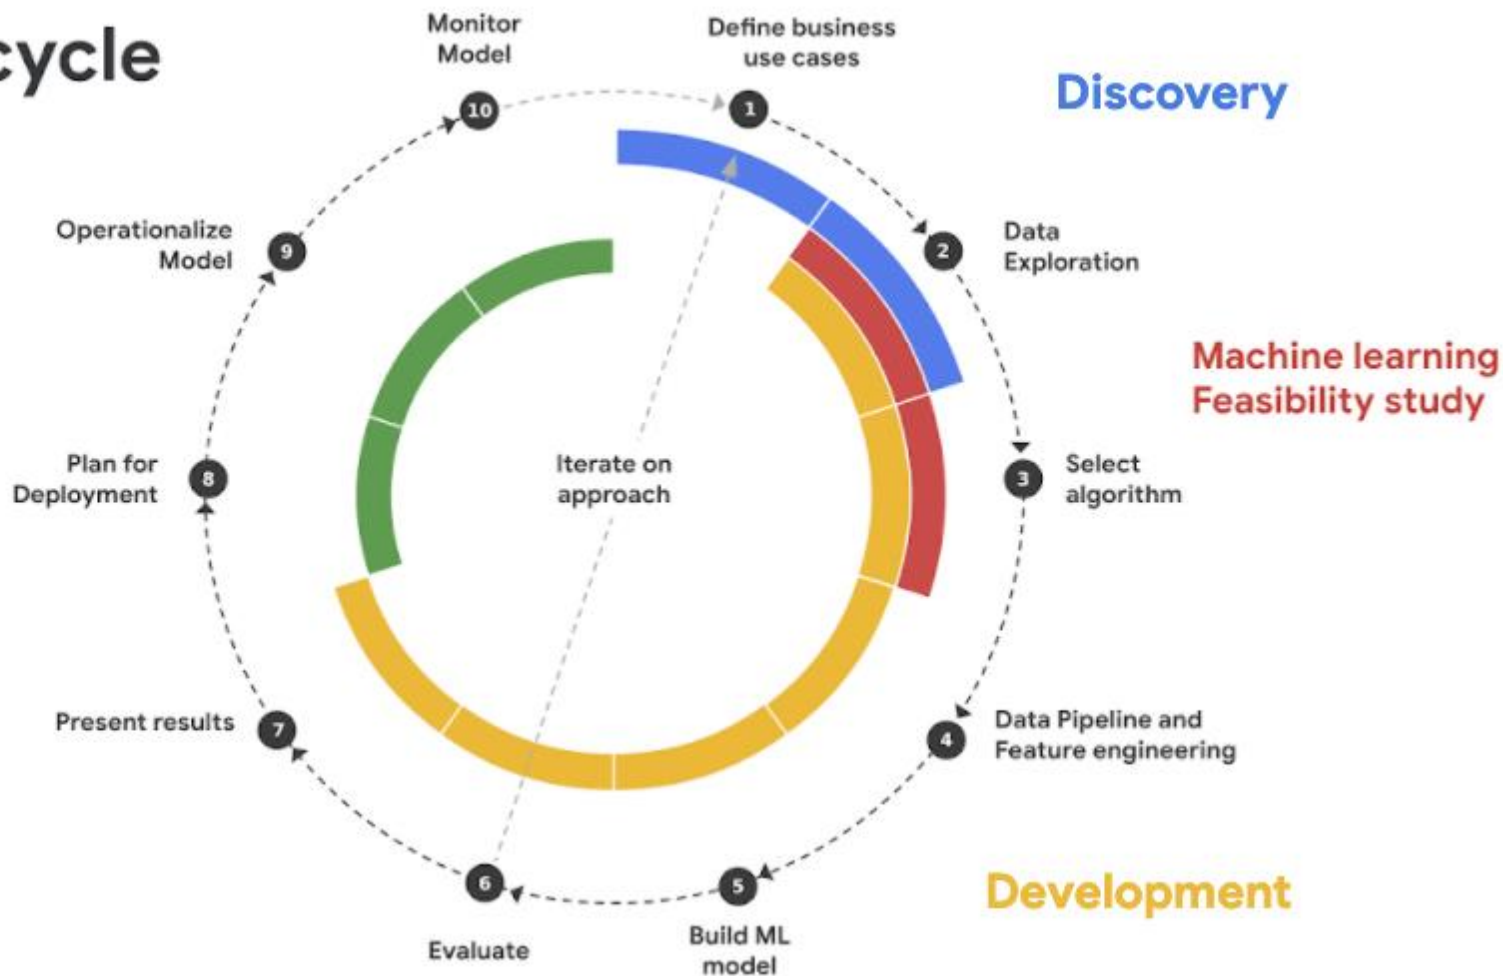 cycle
Monitor
Model
Define business
use cases
Discovery
10
1
Operationalize
Model
9
2
Data
Exploration
Machine learning
Feasibility study
Plan for
Deployment
8
Iterate on
approach
3
Select
algorithm
Present results
7
4
Data Pipeline and
Feature engineering
6
5
Development
Evaluate
Build ML
model